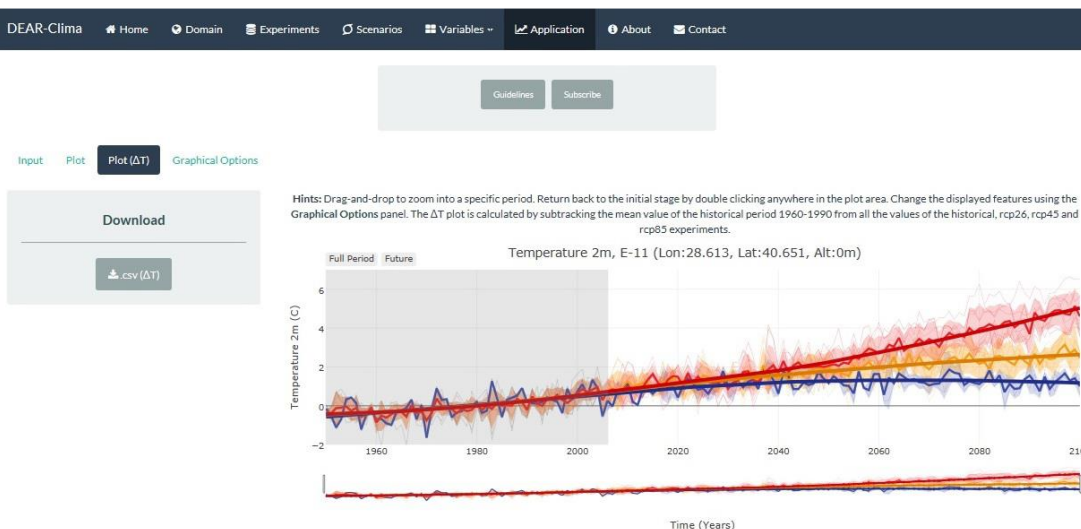 DEAR-Clima Home Domain Experiments Scenarios Variables Application About Contact
Guidelines Subscribe
Input Plot Plot (ΔT) Graphical Options
Download
.csv (ΔT)
Hints: Drag-and-drop to zoom into a specific period. Return back to the initial stage by double clicking anywhere in the plot area. Change the displayed features using the
Graphical Options panel. The ΔT plot is calculated by subtracting the mean value of the historical period 1960-1990 from all the values of the historical, rcp26, rcp45 and
rcp85 experiments.
Temperature 2m, E-11 (Lon:28.613, Lat:40.651, Alt:0m)
Full Period Future
Temperature 2m (C)
6
4
2
0
−2
1960 1980 2000 2020 2040 2060 2080 210
Time (Years)